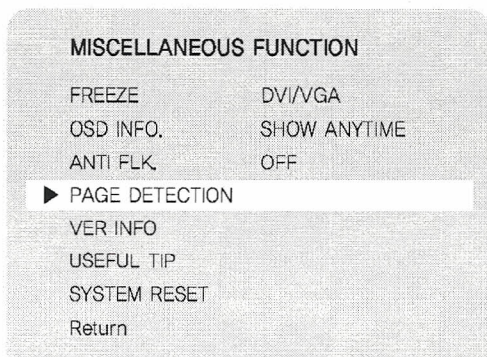 MISCELLANEOUS FUNCTION
FREEZE DVI/VGA
OSD INFO. SHOW ANYTIME
ANTI FLK. OFF
▶ PAGE DETECTION
VER INFO
USEFUL TIP
SYSTEM RESET
Return